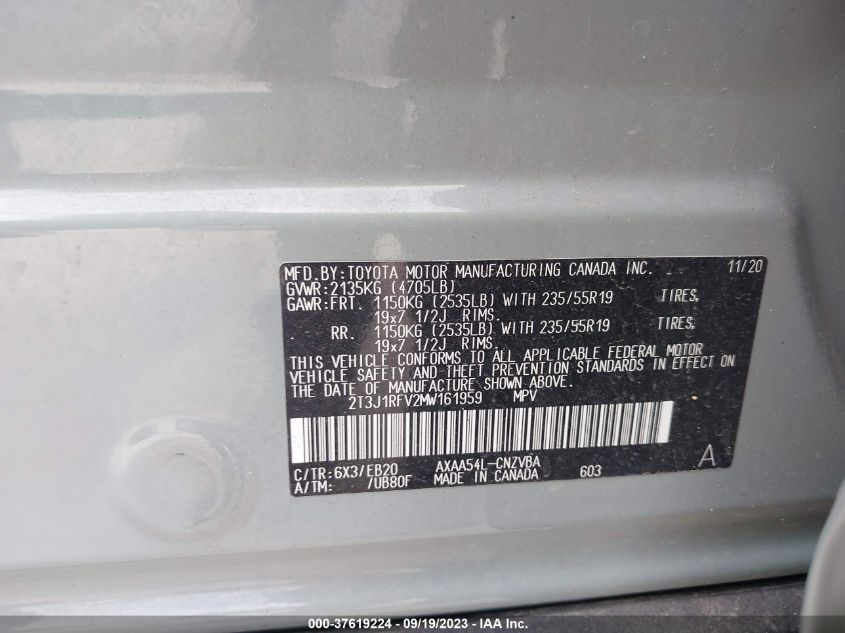 MFD.BY:TOYOTA MOTOR MANUFACTURING CANADA INC. 11/20
GVWR:2135KG (4705LB)
GAWR:FRT. 1150KG (2535LB) WITH 235/55R19 TIRES,
19x7 1/2J RIMS.
RR. 1150KG (2535LB) WITH 235/55R19 TIRES,
19x7 1/2J RIMS.
THIS VEHICLE CONFORMS TO ALL APPLICABLE FEDERAL MOTOR
VEHICLE SAFETY AND THEFT PREVENTION STANDARDS IN EFFECT ON
THE DATE OF MANUFACTURE SHOWN ABOVE.
2T3J1RFV2MW161959 MPV
C/TR:6X3/EB20 AXAA54L-CNZVBA A
A/TM: /UB80F MADE IN CANADA 603
000-37619224 - 09/19/2023 - IAA Inc.